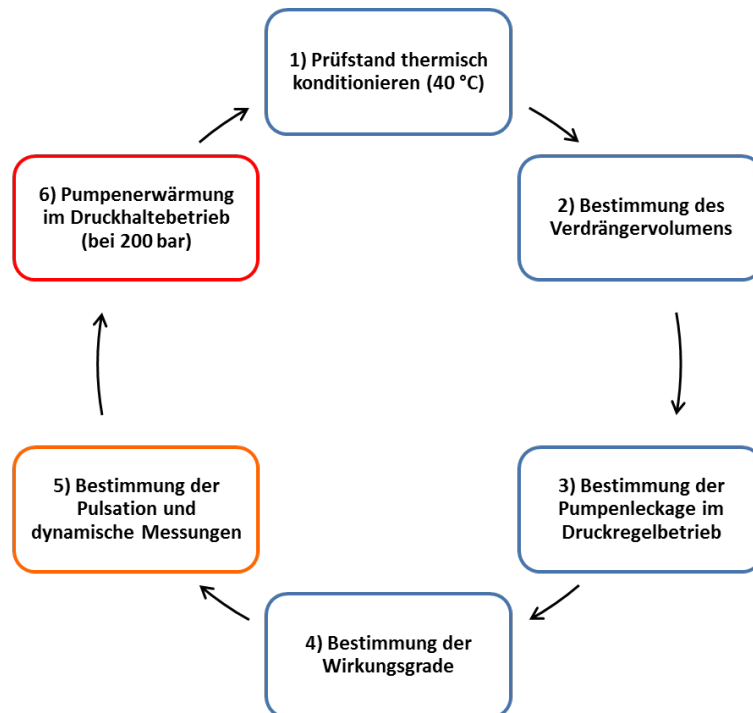 1) Prüfstand thermisch
konditionieren (40 °C)
2) Bestimmung des
Verdrängervolumens
3) Bestimmung der
Pumpenleckage im
Druckregelbetrieb
4) Bestimmung der
Wirkungsgrade
5) Bestimmung der
Pulsation und
dynamische Messungen
6) Pumpenerwärmung
im Druckhaltebetrieb
(bei 200 bar)